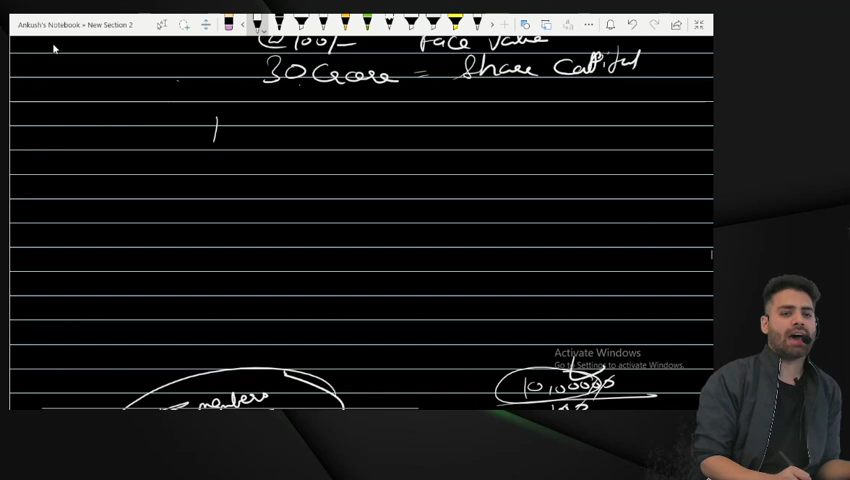 Ankush's Notebook » New Section 2
@ 100/- Face Value
30 Crore = Share Capital
Activate Windows
Go to Settings to activate Windows.
members